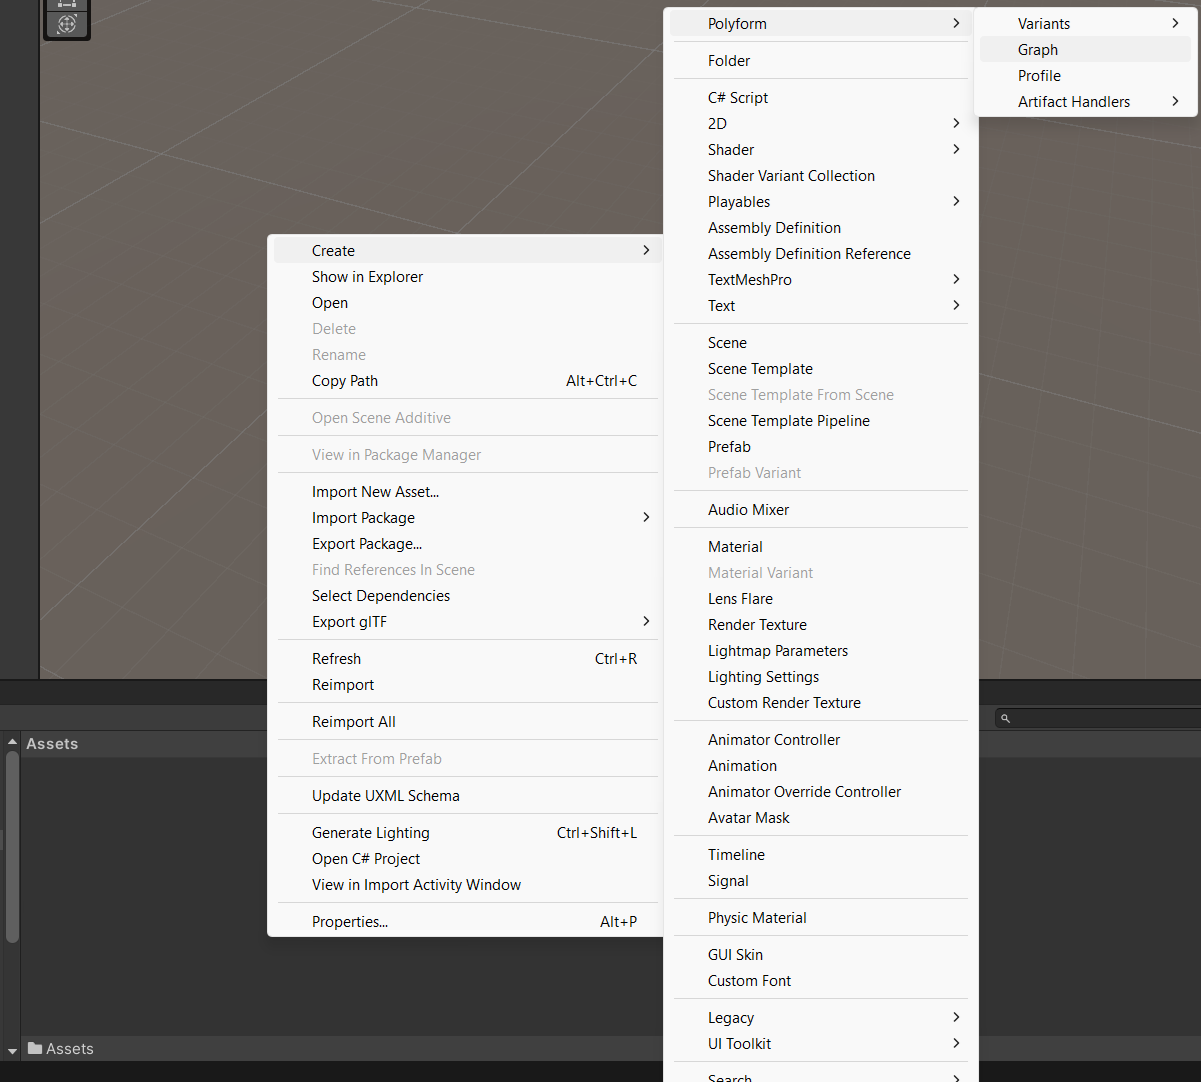 Create
Show in Explorer
Open
Delete
Rename
Copy Path Alt+Ctrl+C
Open Scene Additive
View in Package Manager
Import New Asset...
Import Package
Export Package...
Find References In Scene
Select Dependencies
Export glTF
Refresh Ctrl+R
Reimport
Reimport All
Extract From Prefab
Update UXML Schema
Generate Lighting Ctrl+Shift+L
Open C# Project
View in Import Activity Window
Properties... Alt+P
Polyform
Folder
C# Script
2D
Shader
Shader Variant Collection
Playables
Assembly Definition
Assembly Definition Reference
TextMeshPro
Text
Scene
Scene Template
Scene Template From Scene
Scene Template Pipeline
Prefab
Prefab Variant
Audio Mixer
Material
Material Variant
Lens Flare
Render Texture
Lightmap Parameters
Lighting Settings
Custom Render Texture
Animator Controller
Animation
Animator Override Controller
Avatar Mask
Timeline
Signal
Physic Material
GUI Skin
Custom Font
Legacy
UI Toolkit
Search
Variants
Graph
Profile
Artifact Handlers
Assets
Assets